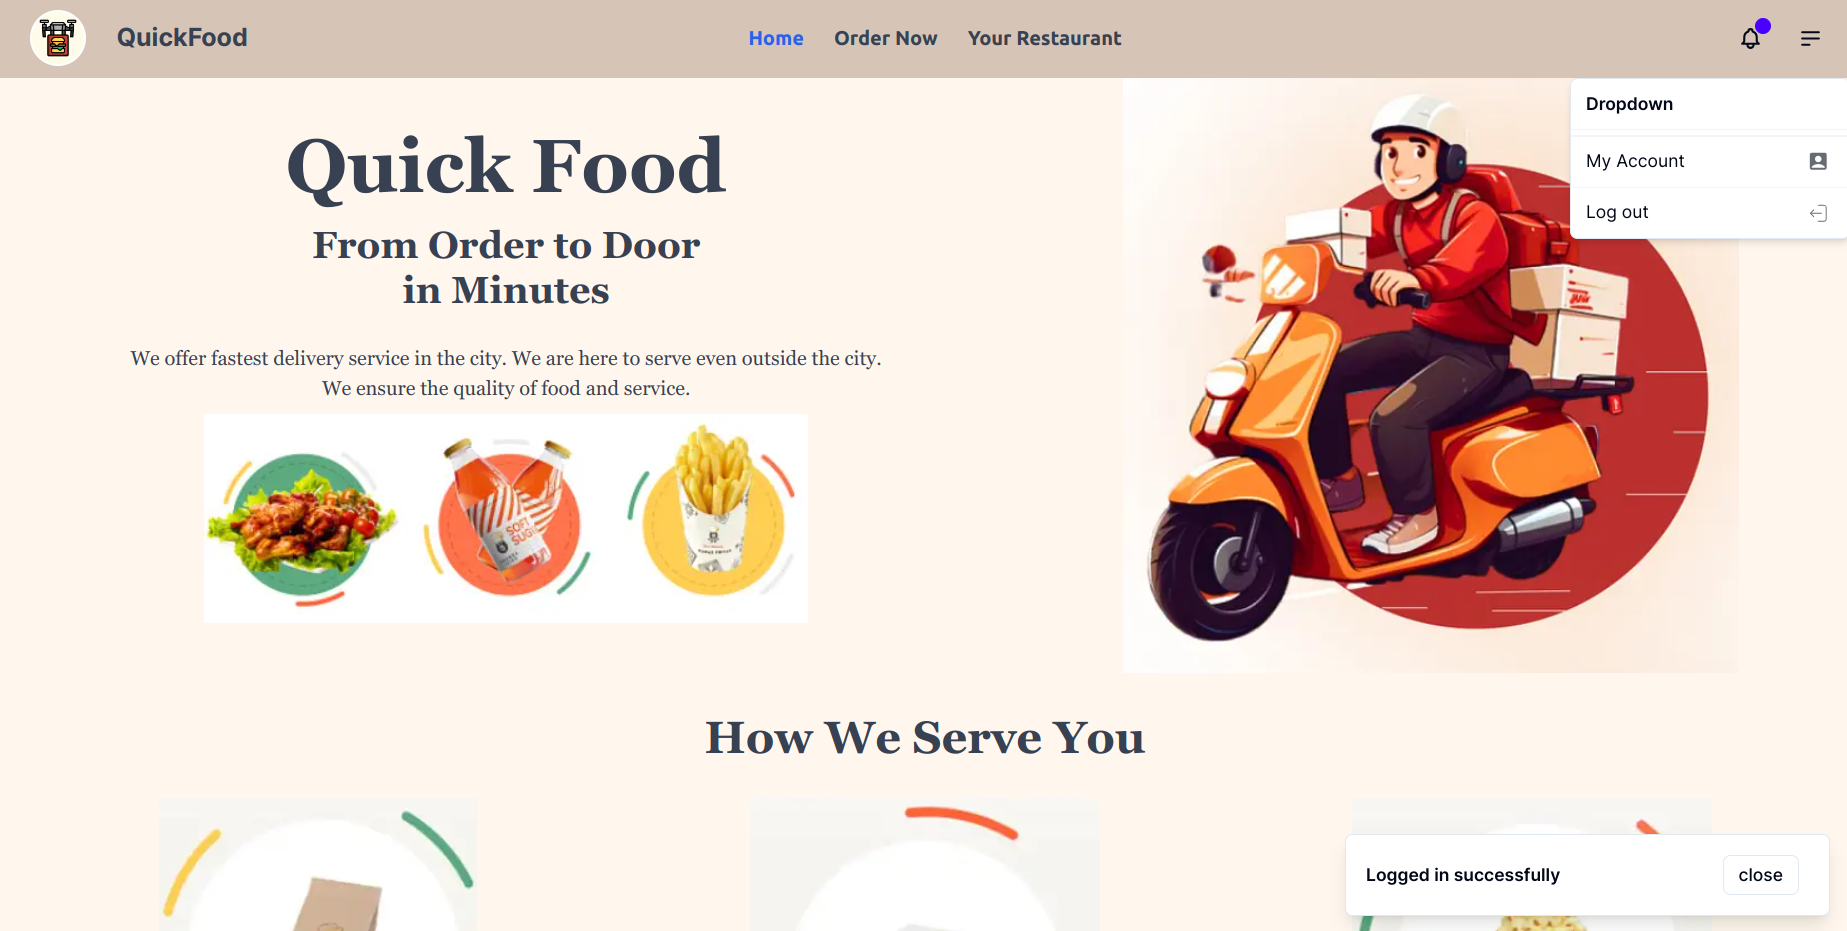 QuickFood
Home
Order Now
Your Restaurant
Dropdown
My Account
Log out
Quick Food
From Order to Door
in Minutes
We offer fastest delivery service in the city. We are here to serve even outside the city.
We ensure the quality of food and service.
SOFT
How We Serve You
Logged in successfully
close